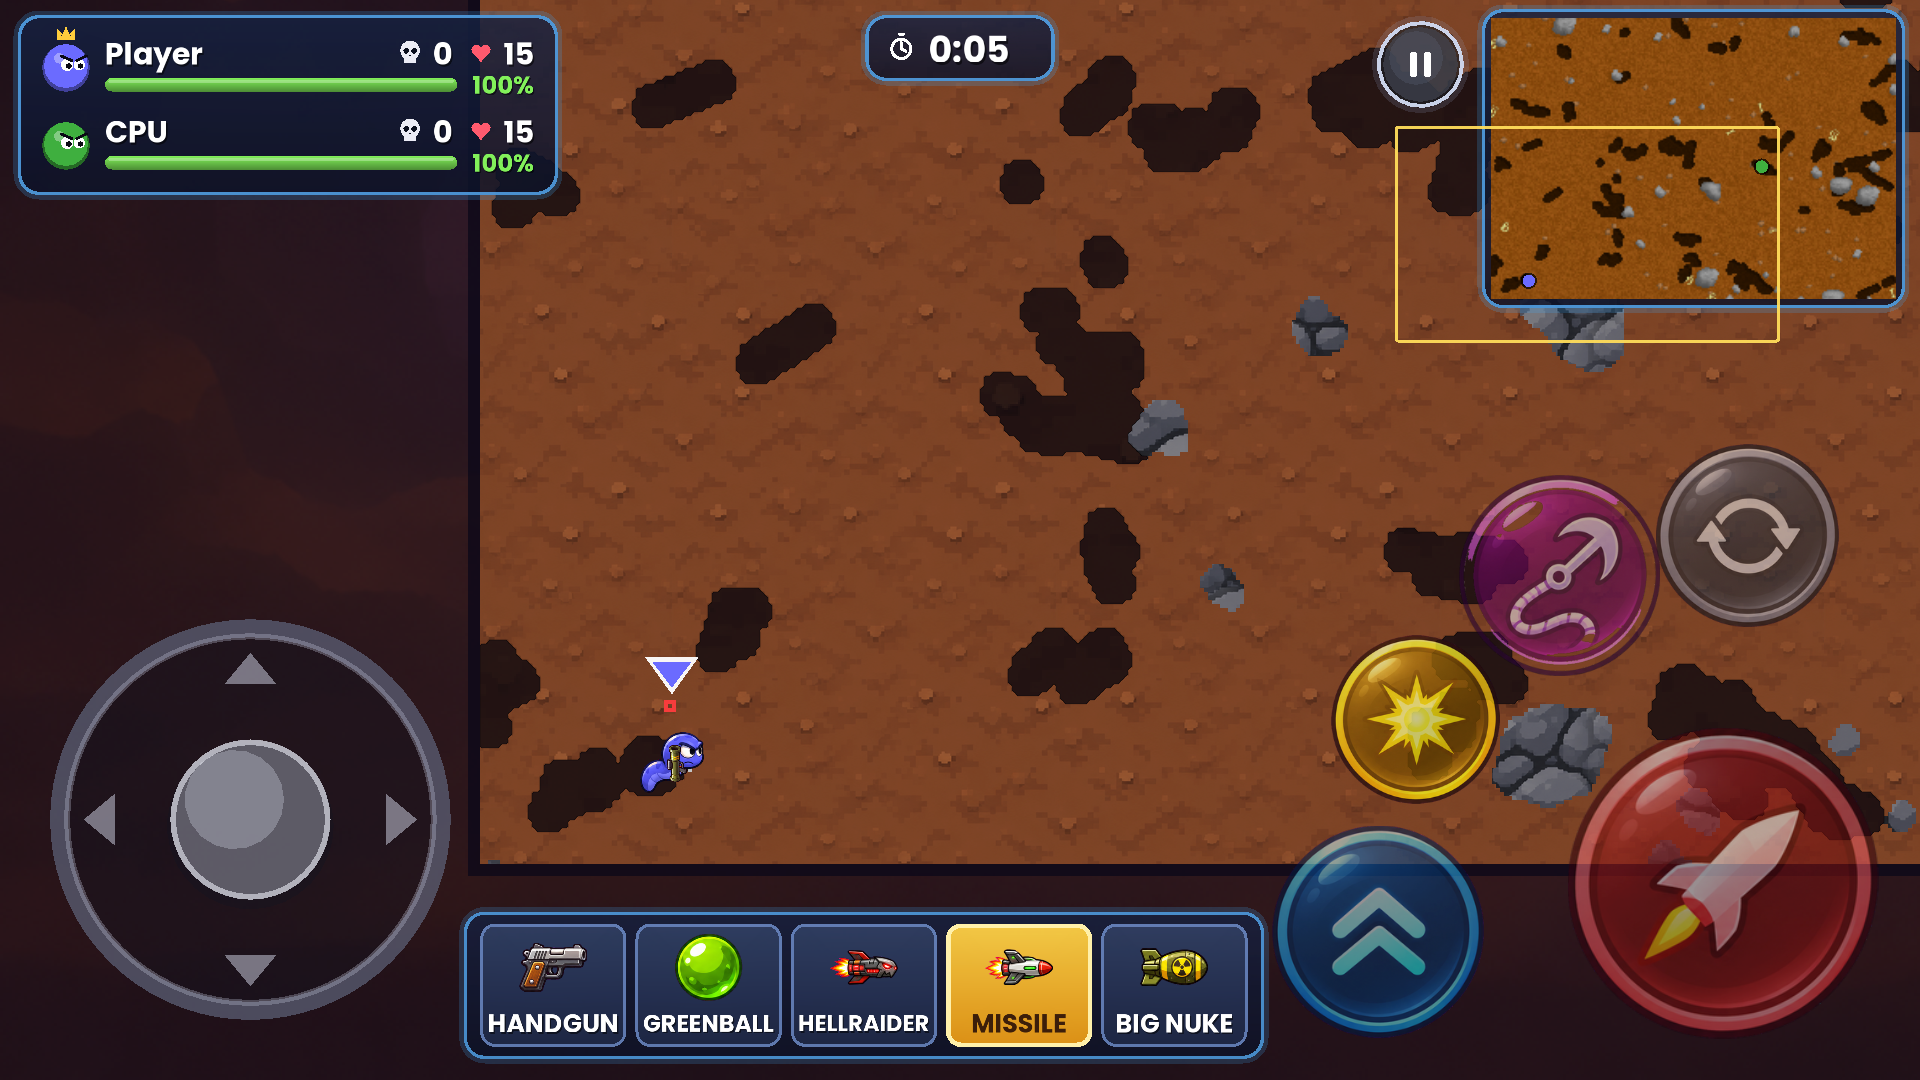 Player 0 15
100%
CPU 0 15
100%
0:05
HANDGUN
GREENBALL
HELLRAIDER
MISSILE
BIG NUKE